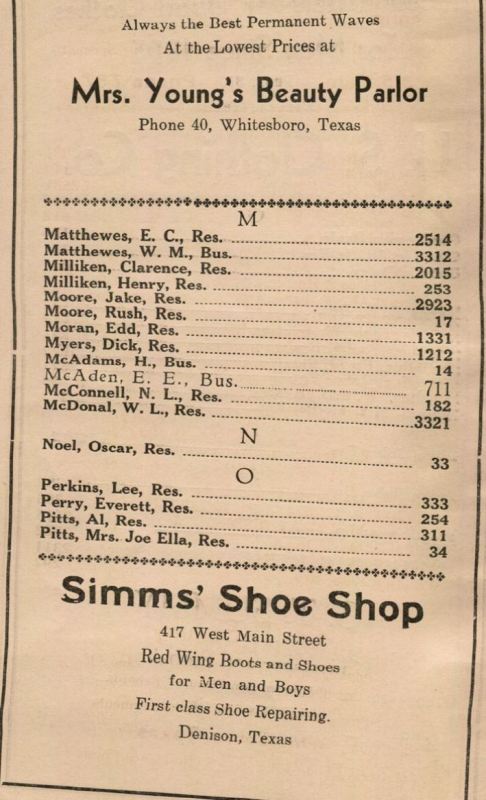 Always the Best Permanent Waves
At the Lowest Prices at
Mrs. Young's Beauty Parlor
Phone 40, Whitesboro, Texas
M
Matthewes, E. C., Res. 2514
Matthewes, W. M., Bus. 3312
Milliken, Clarence, Res. 2015
Milliken, Henry, Res. 253
Moore, Jake, Res. 2923
Moore, Rush, Res. 17
Moran, Edd, Res. 1331
Myers, Dick, Res. 1212
McAdams, H., Bus. 14
McAden, E. E., Bus. 711
McConnell, N. L., Res. 182
McDonal, W. L., Res. 3321
N
Noel, Oscar, Res. 33
O
Perkins, Lee, Res. 333
Perry, Everett, Res. 254
Pitts, Al, Res. 311
Pitts, Mrs. Joe Ella, Res. 34
Simms' Shoe Shop
417 West Main Street
Red Wing Boots and Shoes
for Men and Boys
First class Shoe Repairing.
Denison, Texas